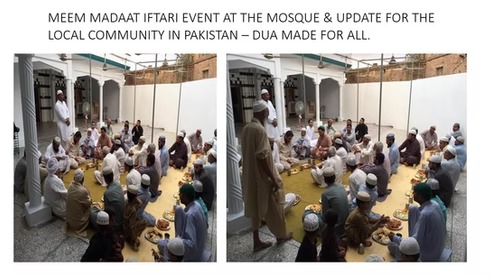 MEEM MADAAT IFTARI EVENT AT THE MOSQUE & UPDATE FOR THE
LOCAL COMMUNITY IN PAKISTAN – DUA MADE FOR ALL.